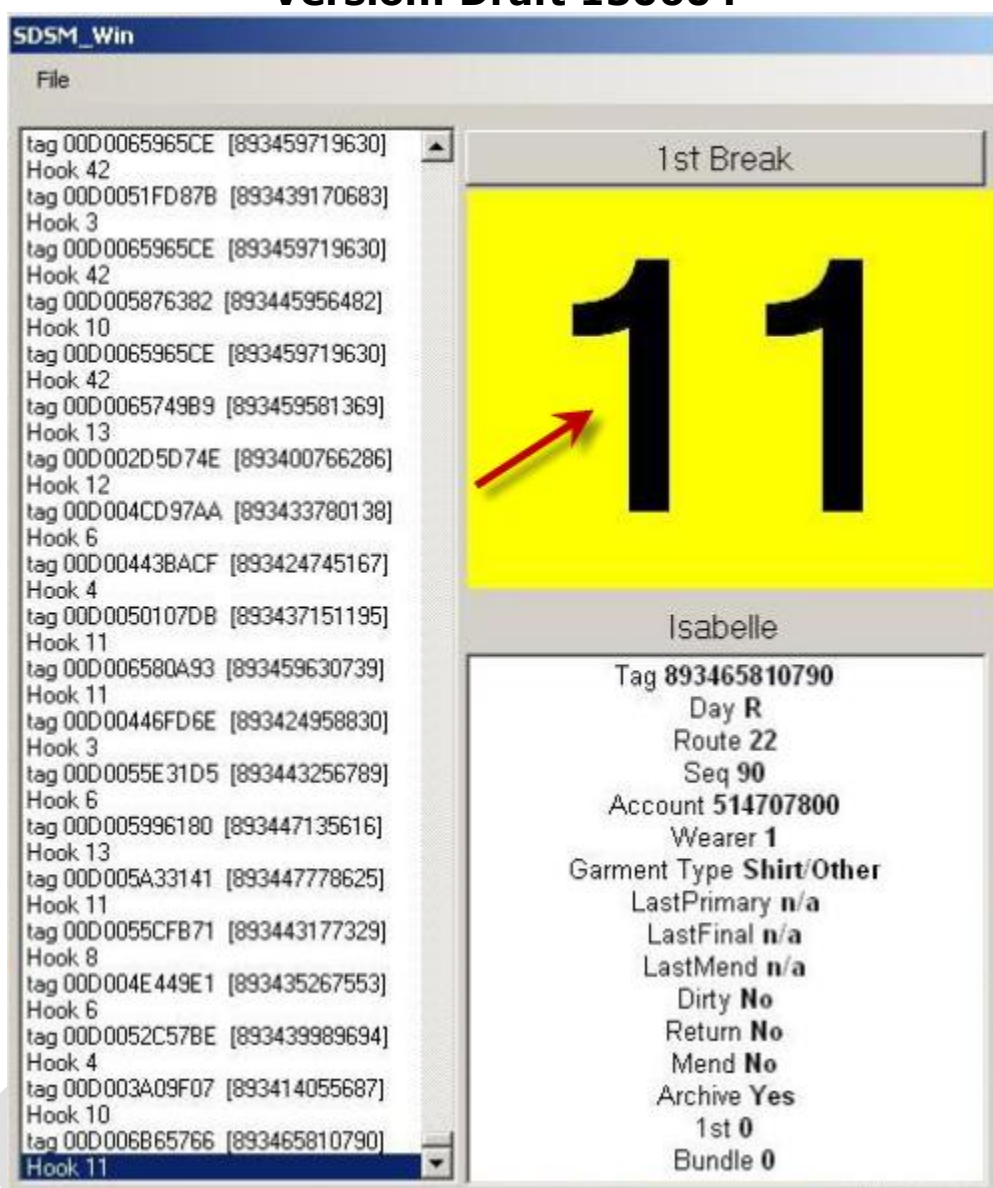 Version: Draft 130604
SDSM_Win
File
tag 00D0065965CE [893459719630]
Hook 42
tag 00D0051FD87B [893439170683]
Hook 3
tag 00D0065965CE [893459719630]
Hook 42
tag 00D005876382 [893445956482]
Hook 10
tag 00D0065965CE [893459719630]
Hook 42
tag 00D0065749B9 [893459581369]
Hook 13
tag 00D002D5D74E [893400766286]
Hook 12
tag 00D004CD97AA [893433780138]
Hook 6
tag 00D00443BACF [893424745167]
Hook 4
tag 00D0050107DB [893437151195]
Hook 11
tag 00D006580A93 [893459630739]
Hook 11
tag 00D00446FD6E [893424958830]
Hook 3
tag 00D0055E31D5 [893443256789]
Hook 6
tag 00D005996180 [893447135616]
Hook 13
tag 00D005A33141 [893447778625]
Hook 11
tag 00D0055CFB71 [893443177329]
Hook 8
tag 00D004E449E1 [893435267553]
Hook 6
tag 00D0052C57BE [893439989694]
Hook 4
tag 00D003A09F07 [893414055687]
Hook 10
tag 00D006B65766 [893465810790]
Hook 11
1st Break
11
Isabelle
Tag 893465810790
Day R
Route 22
Seq 90
Account 514707800
Wearer 1
Garment Type Shirt/Other
LastPrimary n/a
LastFinal n/a
LastMend n/a
Dirty No
Return No
Mend No
Archive Yes
1st 0
Bundle 0